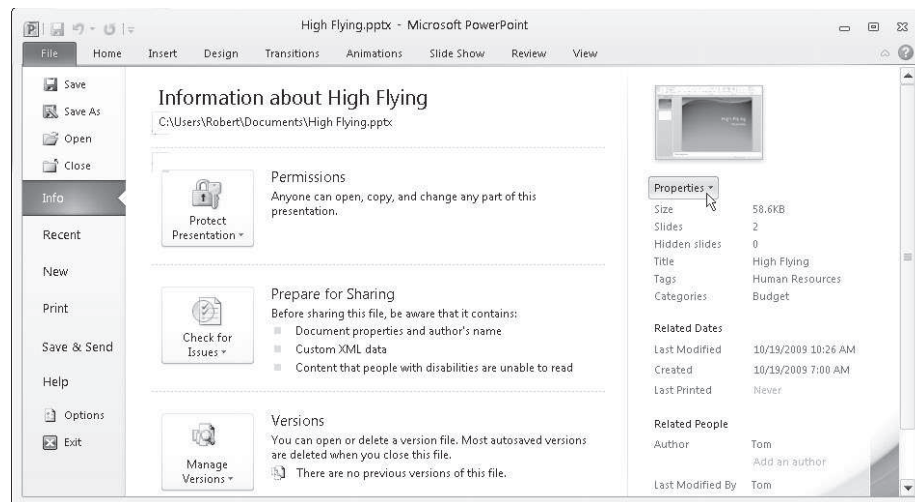 High Flying.pptx - Microsoft PowerPoint
File Home Insert Design Transitions Animations Slide Show Review View
Save
Save As
Open
Close
Info
Recent
New
Print
Save & Send
Help
Options
Exit
Information about High Flying
C:\Users\Robert\Documents\High Flying.pptx
Protect
Presentation
Permissions
Anyone can open, copy, and change any part of this
presentation.
Check for
Issues
Prepare for Sharing
Before sharing this file, be aware that it contains:
Document properties and author's name
Custom XML data
Content that people with disabilities are unable to read
Manage
Versions
Versions
You can open or delete a version file. Most autosaved versions
are deleted when you close this file.
There are no previous versions of this file.
High Flying
Properties
Size 58.6KB
Slides 2
Hidden slides 0
Title High Flying
Tags Human Resources
Categories Budget
Related Dates
Last Modified 10/19/2009 10:26 AM
Created 10/19/2009 7:00 AM
Last Printed Never
Related People
Author Tom
Add an author
Last Modified By Tom